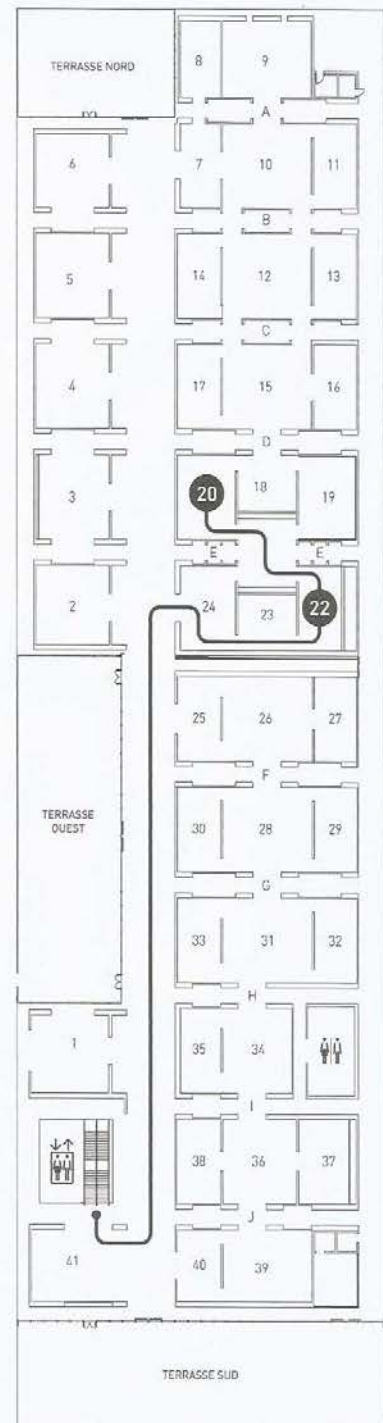 TERRASSE NORD
8
9
A
6
7
10
11
B
5
14
12
13
C
4
17
15
16
D
3
20
18
19
E
E
2
24
23
22
25
26
27
TERRASSE
OUEST
F
30
28
29
G
33
31
32
H
1
35
34
I
38
36
37
J
41
40
39
TERRASSE SUD